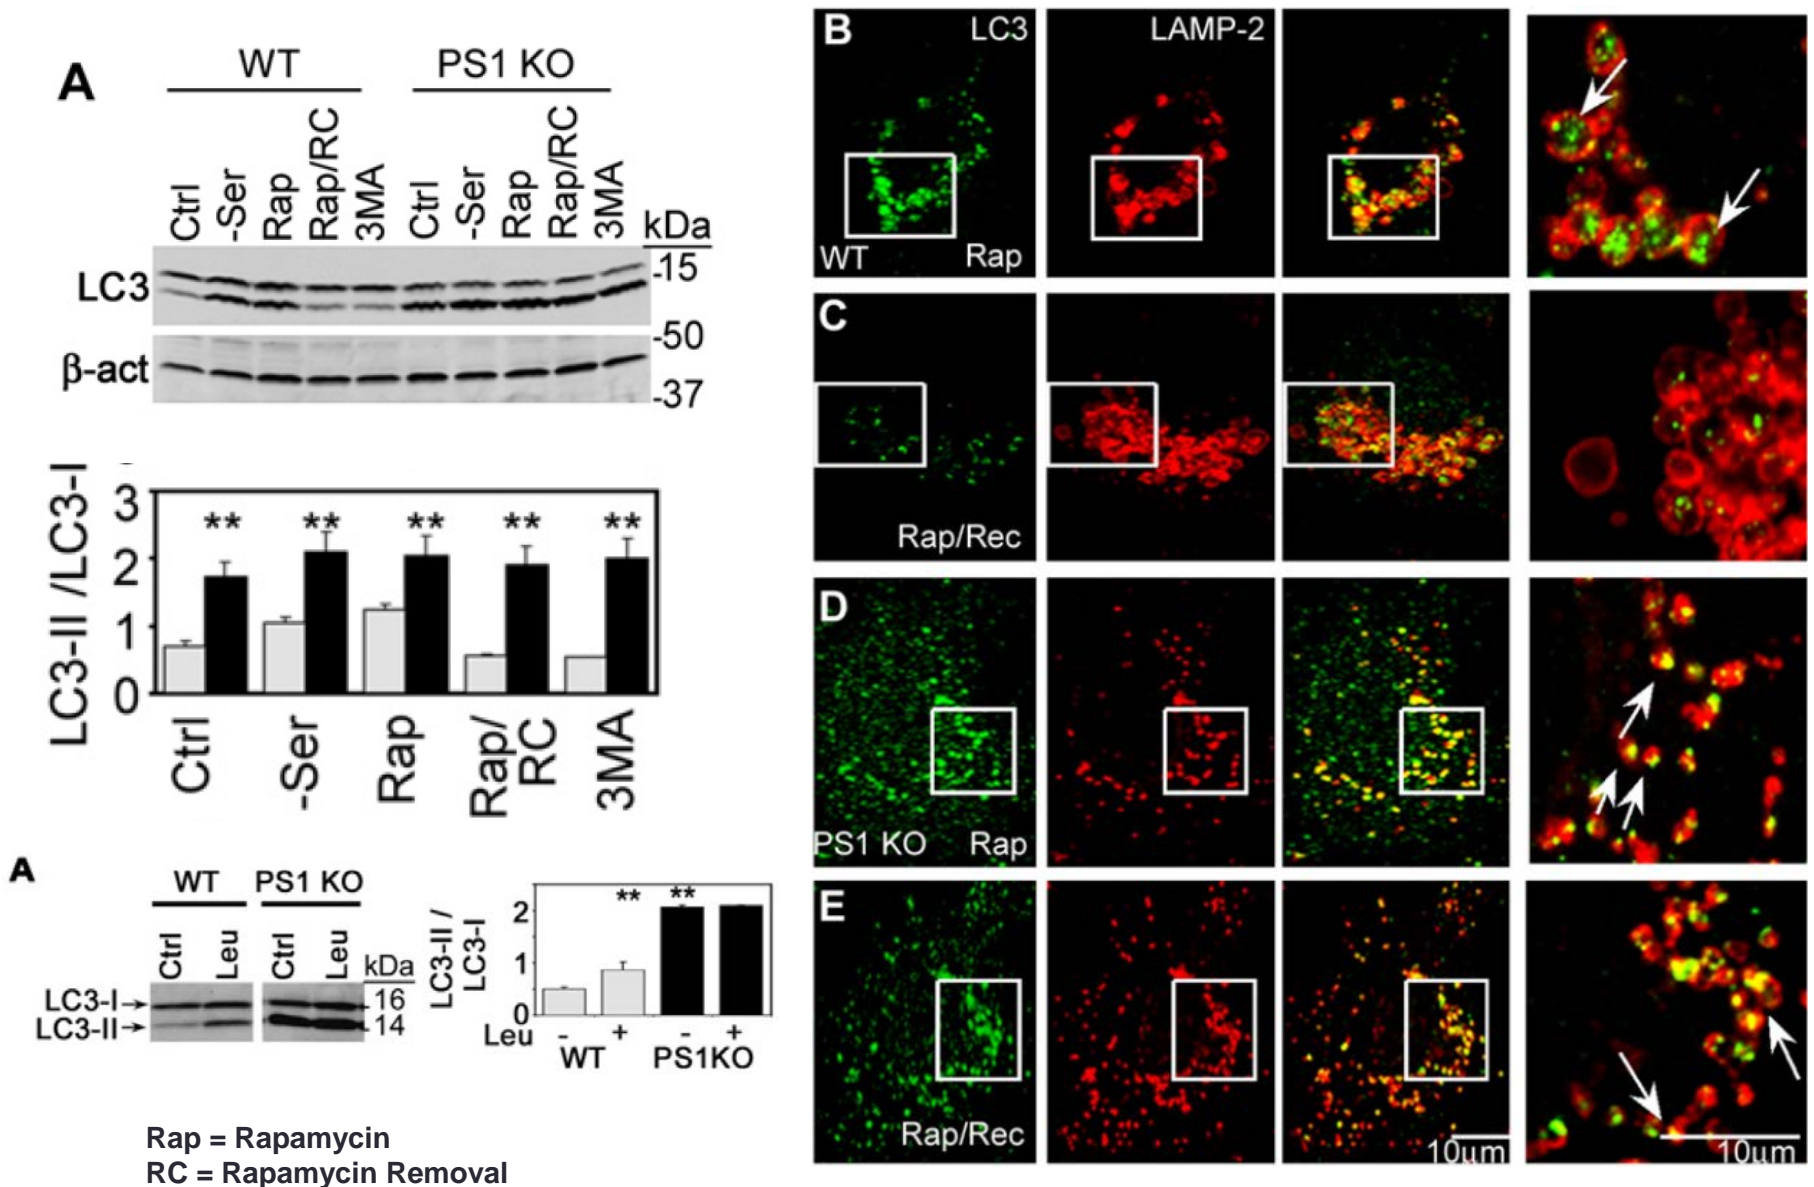 A
WT
PS1 KO
Ctrl
-Ser
Rap
Rap/RC
3MA
Ctrl
-Ser
Rap
Rap/RC
3MA
kDa
LC3
-15
-50
β-act
-37
LC3-II /LC3-I
3
2
1
0
**
**
**
**
**
Ctrl
-Ser
Rap
Rap/
RC
3MA
A
WT
PS1 KO
Ctrl
Leu
Ctrl
Leu
kDa
LC3-I
16
LC3-II
14
LC3-II /
LC3-I
2
1
0
**
**
Leu
-
+
-
+
WT
PS1KO
Rap = Rapamycin
RC = Rapamycin Removal
B
LC3
LAMP-2
WT
Rap
C
Rap/Rec
D
PS1 KO
Rap
E
Rap/Rec
10µm
10µm